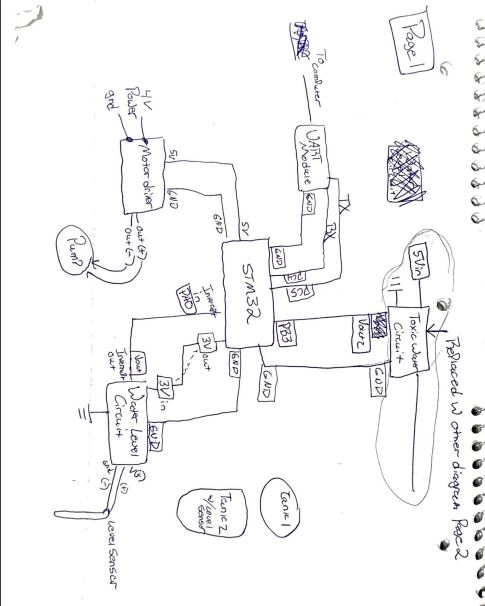 Replaced w other diagram Page 2
Page 1
5Vin
Toxic Water
Circuit
GND
Vout2
TX
RX
To Computer
UART
Module
GND
GND
PC4
PC5
PB3
GND
STM32
5V
GND
GND
Tank 1
Tank 2
w/Level
Sensor
Interrupt
in
PA0
3V out
3V in
GND
5V
GND
4V
Power
gnd
Motor driver
out (+)
out (-)
Pump
Vout
Interrupt
out
Water Level
Circuit
(+)
gnd (-)
Level Sensor